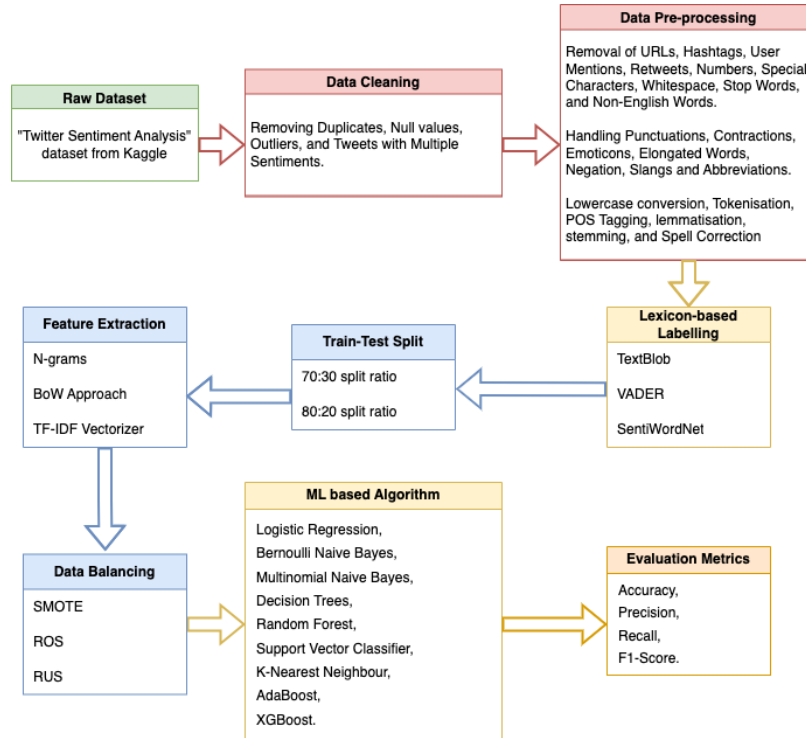 Raw Dataset
"Twitter Sentiment Analysis"
dataset from Kaggle
Data Cleaning
Removing Duplicates, Null values,
Outliers, and Tweets with Multiple
Sentiments.
Data Pre-processing
Removal of URLs, Hashtags, User
Mentions, Retweets, Numbers, Special
Characters, Whitespace, Stop Words,
and Non-English Words.
Handling Punctuations, Contractions,
Emoticons, Elongated Words,
Negation, Slangs and Abbreviations.
Lowercase conversion, Tokenisation,
POS Tagging, lemmatisation,
stemming, and Spell Correction
Lexicon-based
Labelling
TextBlob
VADER
SentiWordNet
Train-Test Split
70:30 split ratio
80:20 split ratio
Feature Extraction
N-grams
BoW Approach
TF-IDF Vectorizer
Data Balancing
SMOTE
ROS
RUS
ML based Algorithm
Logistic Regression,
Bernoulli Naive Bayes,
Multinomial Naive Bayes,
Decision Trees,
Random Forest,
Support Vector Classifier,
K-Nearest Neighbour,
AdaBoost,
XGBoost.
Evaluation Metrics
Accuracy,
Precision,
Recall,
F1-Score.